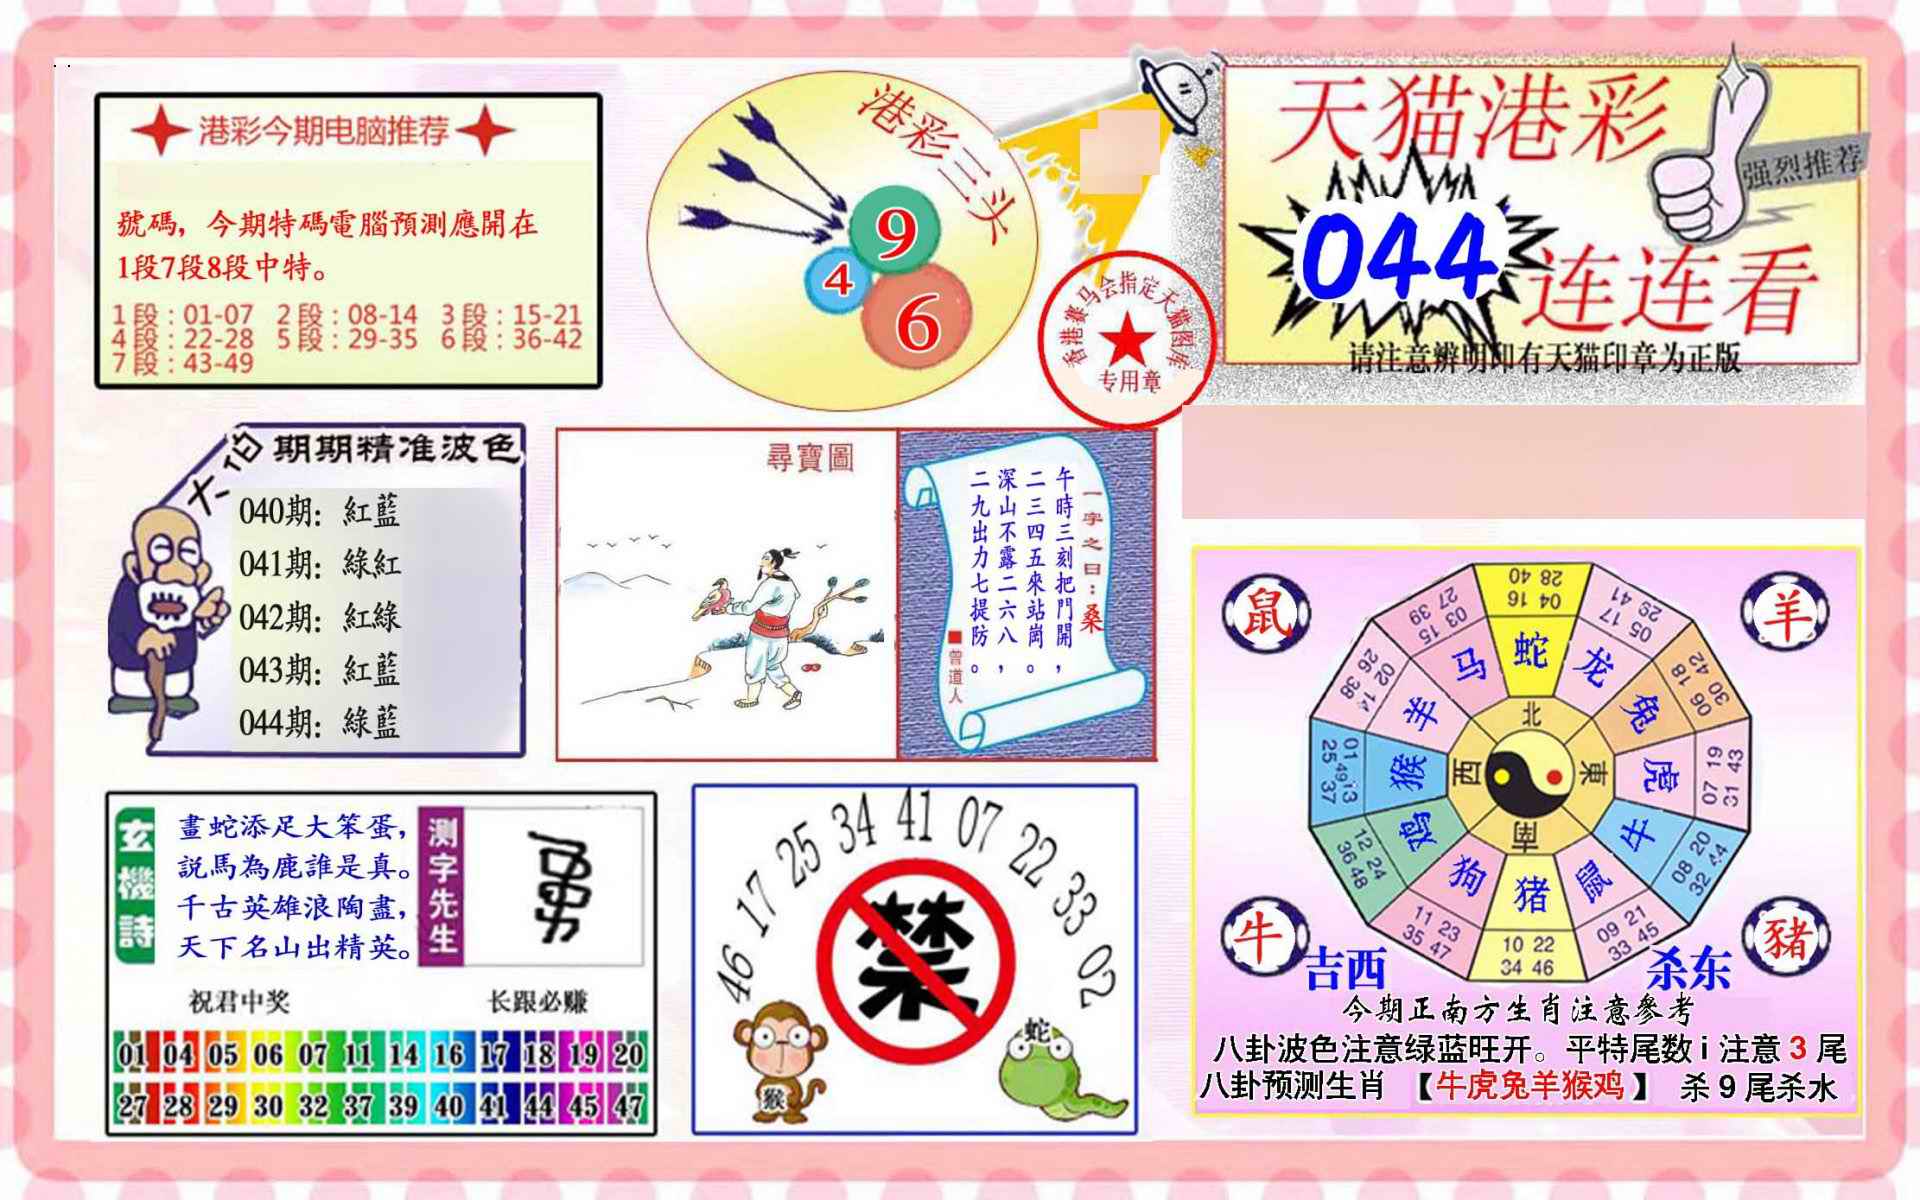 港彩今期电脑推荐
號碼，今期特碼電腦預測應開在
1段7段8段中特。
1段：01-07 2段：08-14 3段：15-21
4段：22-28 5段：29-35 6段：36-42
7段：43-49
港彩三头
9
4
6
香港赛马会指定天猫图库
专用章
天猫港彩
强烈推荐
044
连连看
请注意辨明印有天猫印章为正版
大仙
期期精准波色
040期：紅藍
041期：綠紅
042期：紅綠
043期：紅藍
044期：綠藍
尋寶圖
一字之曰：桑
午時三刻把門開，
二三四五來站崗。
深山不露二六八，
二九出力七提防。
■曾道人
玄機詩
畫蛇添足大笨蛋，
説馬為鹿誰是真。
千古英雄浪陶盡，
天下名山出精英。
测字先生
祝君中奖 长跟必赚
01 04 05 06 07 11 14 16 17 18 19 20
27 28 29 30 32 37 39 40 41 44 45 47
46 17 25 34 41 07 22 33 02
禁
猴
蛇
鼠
羊
牛
豬
蛇 04 16 28 40
龙 05 17 29 41
兔 06 18 30 42
虎 07 19 31 43
牛 08 20 32 44
鼠 09 21 33 45
猪 10 22 34 46
狗 11 23 35 47
鸡 12 24 36 48
猴 01 13 25 37 49
羊 02 14 26 38
马 03 15 27 39
北
東
南
西
吉西
杀东
今期正南方生肖注意參考
八卦波色注意绿蓝旺开。平特尾数i注意3尾
八卦预测生肖 【牛虎兔羊猴鸡】 杀9尾杀水